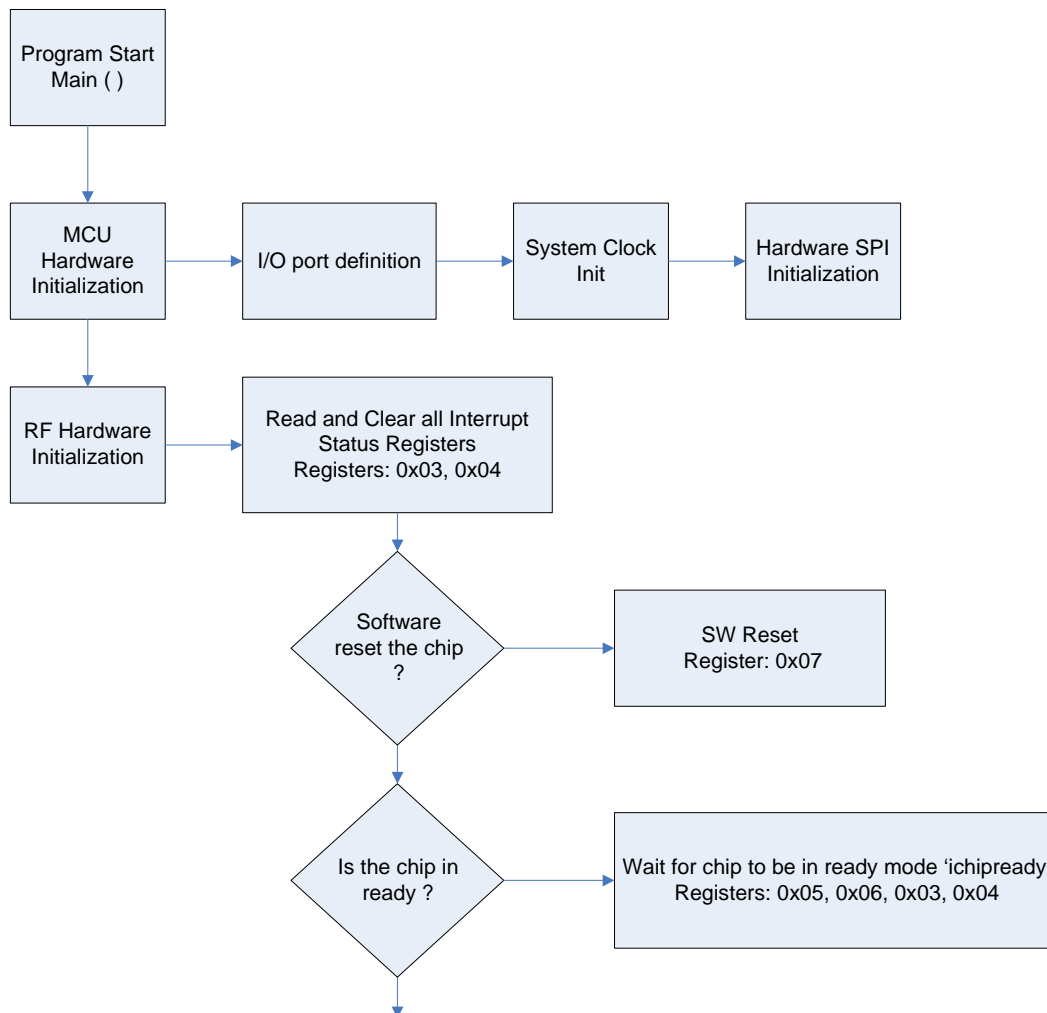 Program Start
Main ( )
MCU
Hardware
Initialization
I/O port definition
System Clock
Init
Hardware SPI
Initialization
RF Hardware
Initialization
Read and Clear all Interrupt
Status Registers
Registers: 0x03, 0x04
Software
reset the chip
?
SW Reset
Register: 0x07
Is the chip in
ready ?
Wait for chip to be in ready mode ‘ichipready
Registers: 0x05, 0x06, 0x03, 0x04